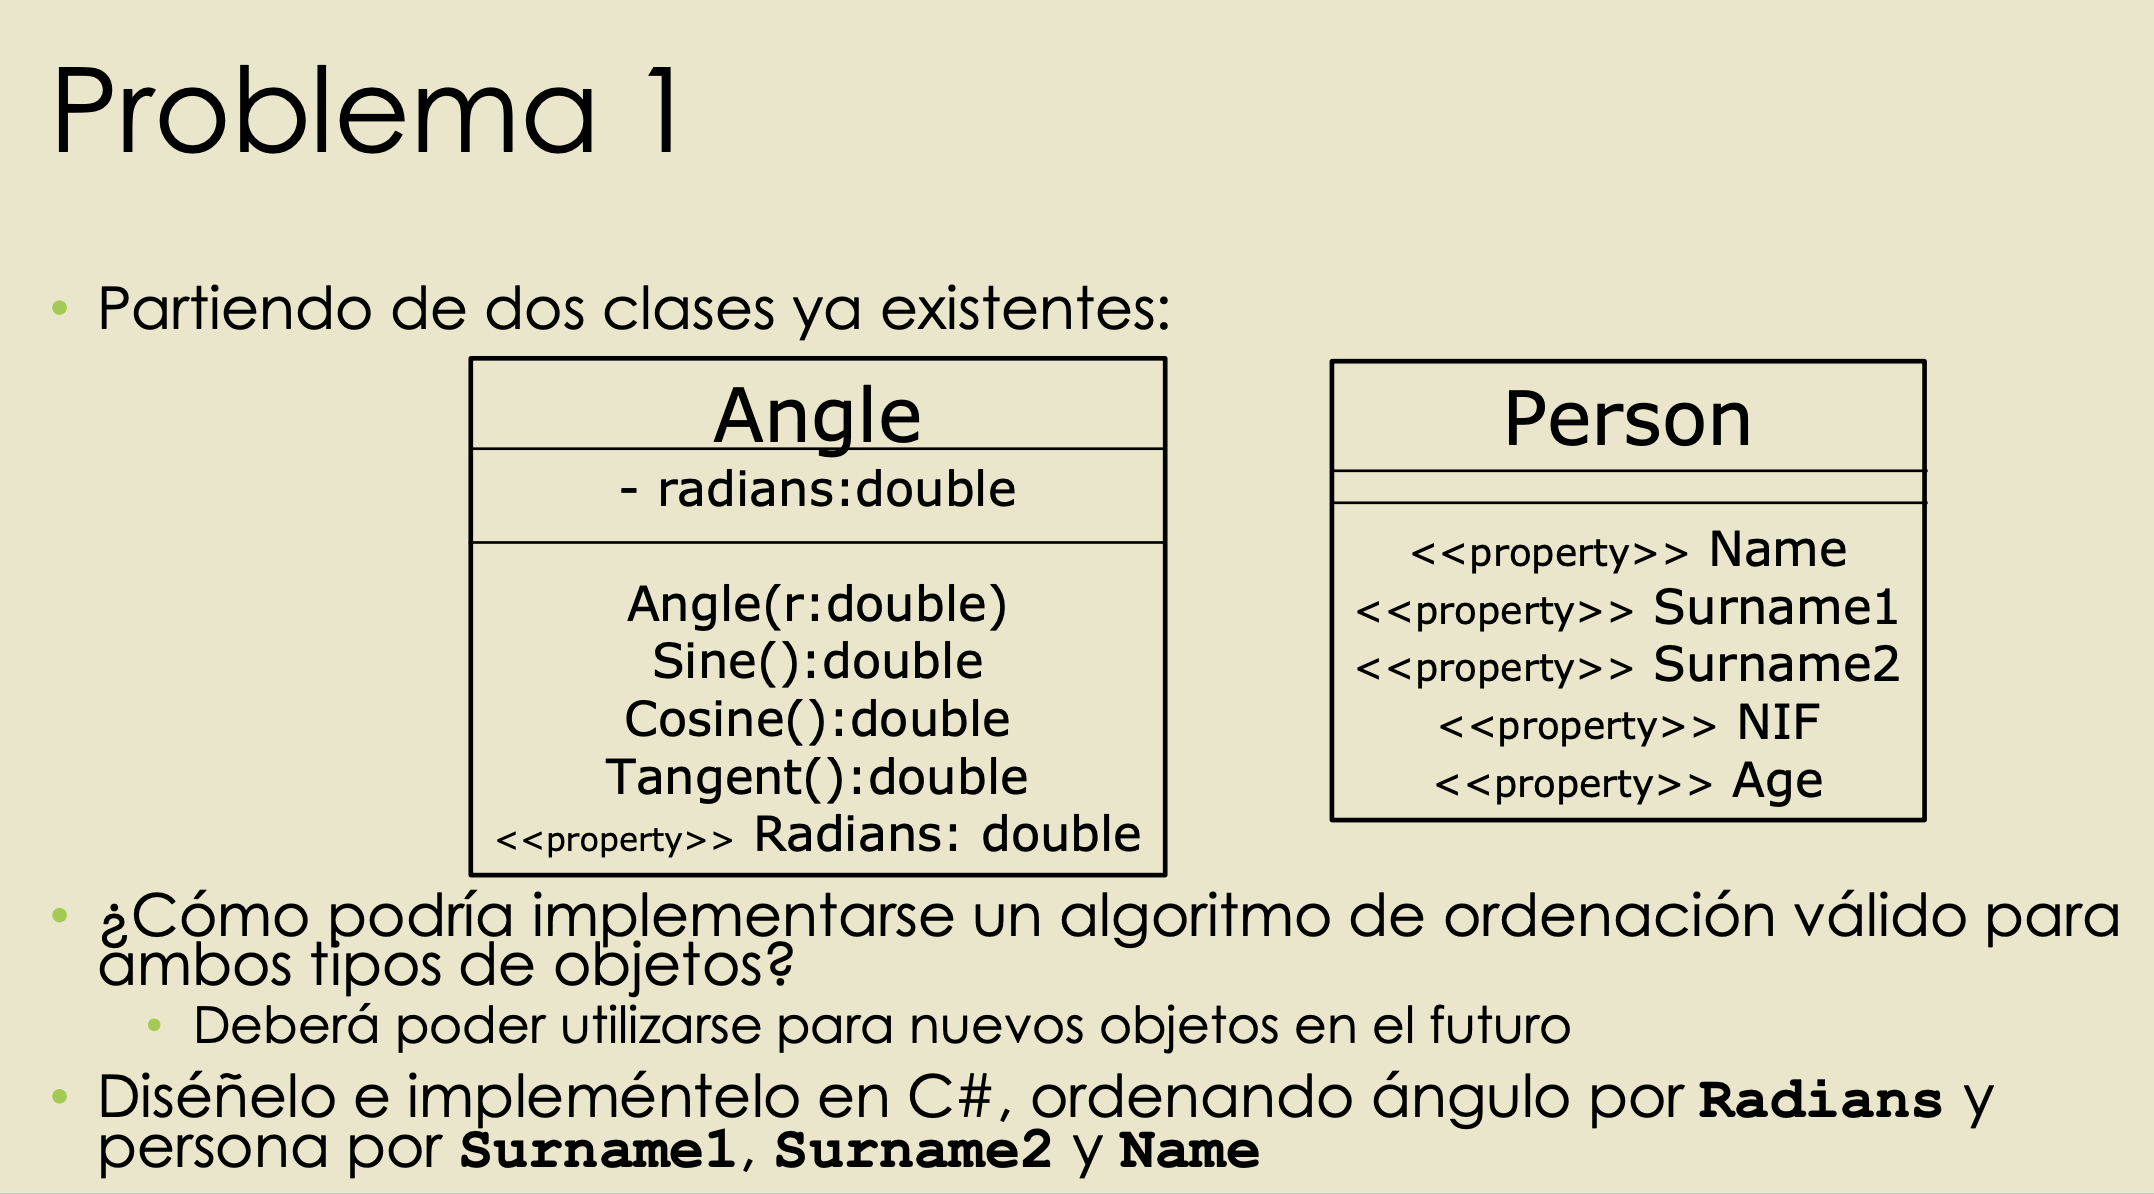 Problema 1
• Partiendo de dos clases ya existentes:
Angle
- radians:double
Angle(r:double)
Sine():double
Cosine():double
Tangent():double
<<property>> Radians: double
Person
<<property>> Name
<<property>> Surname1
<<property>> Surname2
<<property>> NIF
<<property>> Age
• ¿Cómo podría implementarse un algoritmo de ordenación válido para
ambos tipos de objetos?
• Deberá poder utilizarse para nuevos objetos en el futuro
• Diséñelo e impleméntelo en C#, ordenando ángulo por Radians y
persona por Surname1, Surname2 y Name